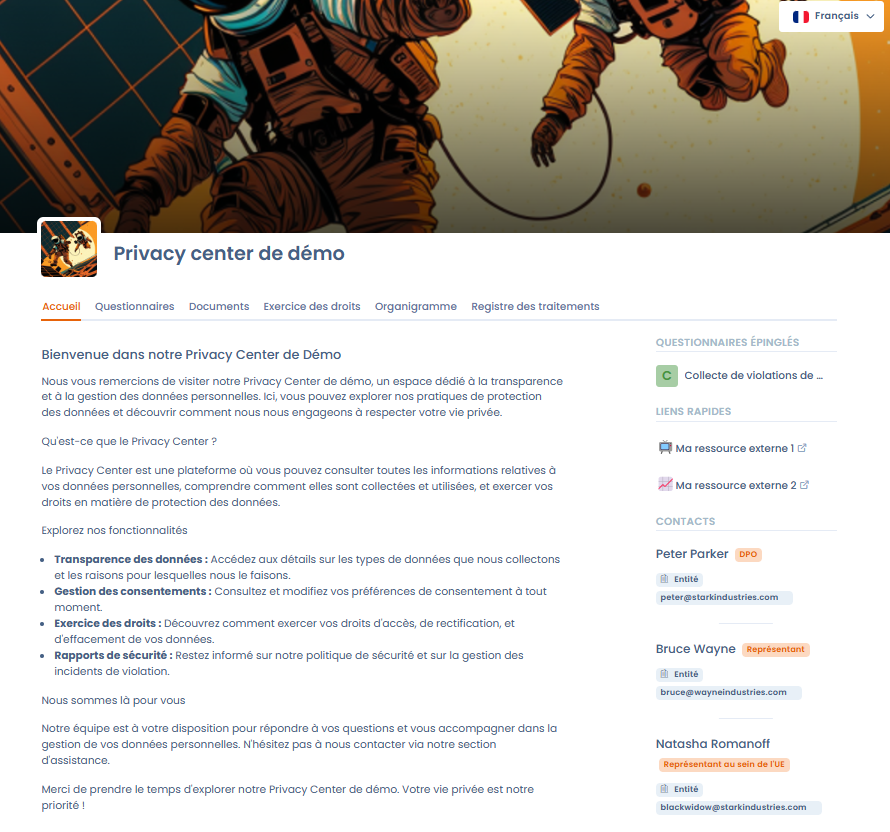 Français
Privacy center de démo
Accueil Questionnaires Documents Exercice des droits Organigramme Registre des traitements
Bienvenue dans notre Privacy Center de Démo
Nous vous remercions de visiter notre Privacy Center de démo, un espace dédié à la transparence
et à la gestion des données personnelles. Ici, vous pouvez explorer nos pratiques de protection
des données et découvrir comment nous nous engageons à respecter votre vie privée.
Qu'est-ce que le Privacy Center ?
Le Privacy Center est une plateforme où vous pouvez consulter toutes les informations relatives à
vos données personnelles, comprendre comment elles sont collectées et utilisées, et exercer vos
droits en matière de protection des données.
Explorez nos fonctionnalités
Transparence des données : Accédez aux détails sur les types de données que nous collectons
et les raisons pour lesquelles nous le faisons.
Gestion des consentements : Consultez et modifiez vos préférences de consentement à tout
moment.
Exercice des droits : Découvrez comment exercer vos droits d'accès, de rectification, et
d'effacement de vos données.
Rapports de sécurité : Restez informé sur notre politique de sécurité et sur la gestion des
incidents de violation.
Nous sommes là pour vous
Notre équipe est à votre disposition pour répondre à vos questions et vous accompagner dans la
gestion de vos données personnelles. N'hésitez pas à nous contacter via notre section
d'assistance.
Merci de prendre le temps d'explorer notre Privacy Center de démo. Votre vie privée est notre
priorité !
QUESTIONNAIRES ÉPINGLÉS
C Collecte de violations de ...
LIENS RAPIDES
Ma ressource externe 1
Ma ressource externe 2
CONTACTS
Peter Parker DPO
Entité
peter@starkindustries.com
Bruce Wayne Représentant
Entité
bruce@wayneindustries.com
Natasha Romanoff
Représentant au sein de l'UE
Entité
blackwidow@starkindustries.com